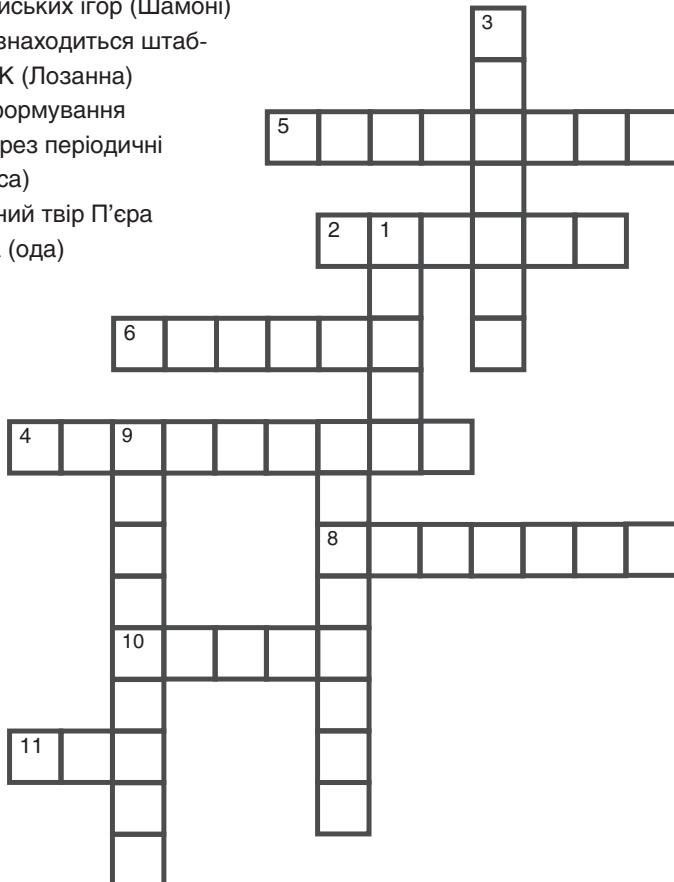 ійських ігор (Шамоні)
знаходиться штаб-
К (Лозанна)
формування
рез періодичні
са)
ний твір П’єра
(ода)
3
5
2 1
6
4 9
8
10
11